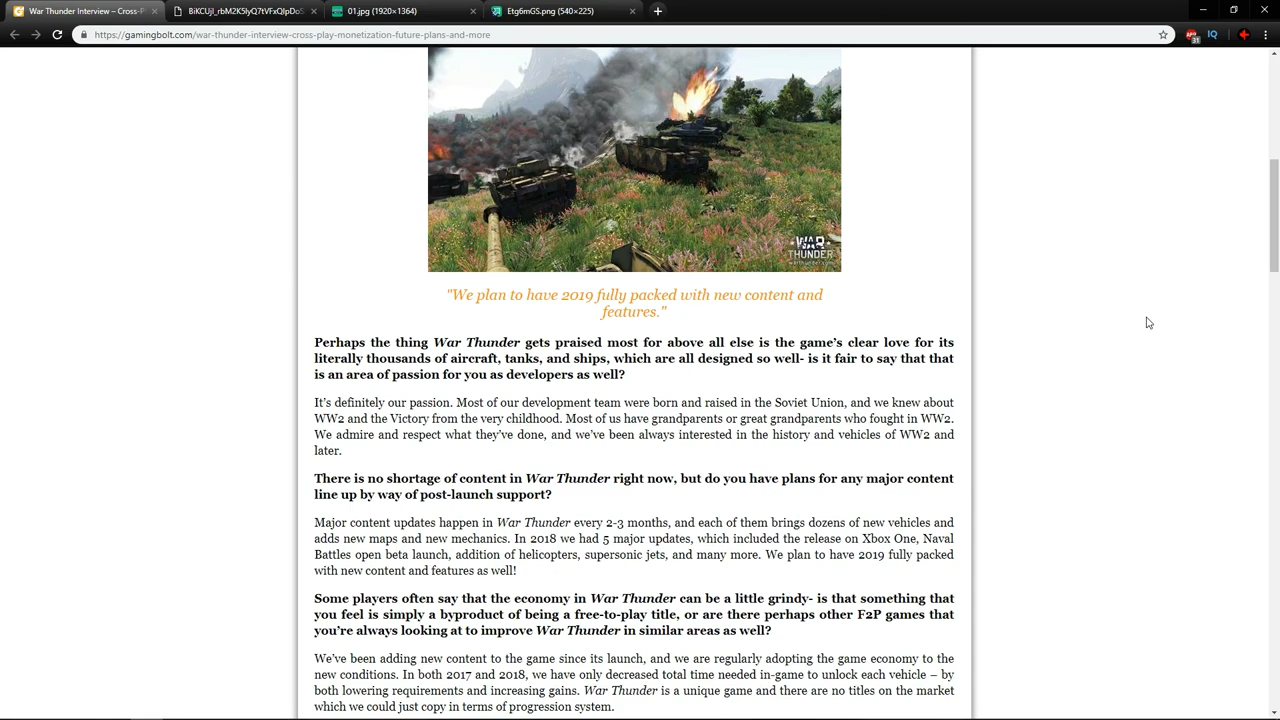 War Thunder Interview – Cross-P
BiKCUjl_rbM2K5lyQ7tVFxQlpDoS
01.jpg (1920×1364)
Etg6mGS.png (540×225)
https://gamingbolt.com/war-thunder-interview-cross-play-monetization-future-plans-and-more
31
IQ
WAR
THUNDER
warthunder.com
"We plan to have 2019 fully packed with new content and
features."
Perhaps the thing War Thunder gets praised most for above all else is the game's clear love for its
literally thousands of aircraft, tanks, and ships, which are all designed so well- is it fair to say that that
is an area of passion for you as developers as well?
It's definitely our passion. Most of our development team were born and raised in the Soviet Union, and we knew about
WW2 and the Victory from the very childhood. Most of us have grandparents or great grandparents who fought in WW2.
We admire and respect what they've done, and we've been always interested in the history and vehicles of WW2 and
later.
There is no shortage of content in War Thunder right now, but do you have plans for any major content
line up by way of post-launch support?
Major content updates happen in War Thunder every 2-3 months, and each of them brings dozens of new vehicles and
adds new maps and new mechanics. In 2018 we had 5 major updates, which included the release on Xbox One, Naval
Battles open beta launch, addition of helicopters, supersonic jets, and many more. We plan to have 2019 fully packed
with new content and features as well!
Some players often say that the economy in War Thunder can be a little grindy- is that something that
you feel is simply a byproduct of being a free-to-play title, or are there perhaps other F2P games that
you're always looking at to improve War Thunder in similar areas as well?
We've been adding new content to the game since its launch, and we are regularly adopting the game economy to the
new conditions. In both 2017 and 2018, we have only decreased total time needed in-game to unlock each vehicle – by
both lowering requirements and increasing gains. War Thunder is a unique game and there are no titles on the market
which we could just copy in terms of progression system.